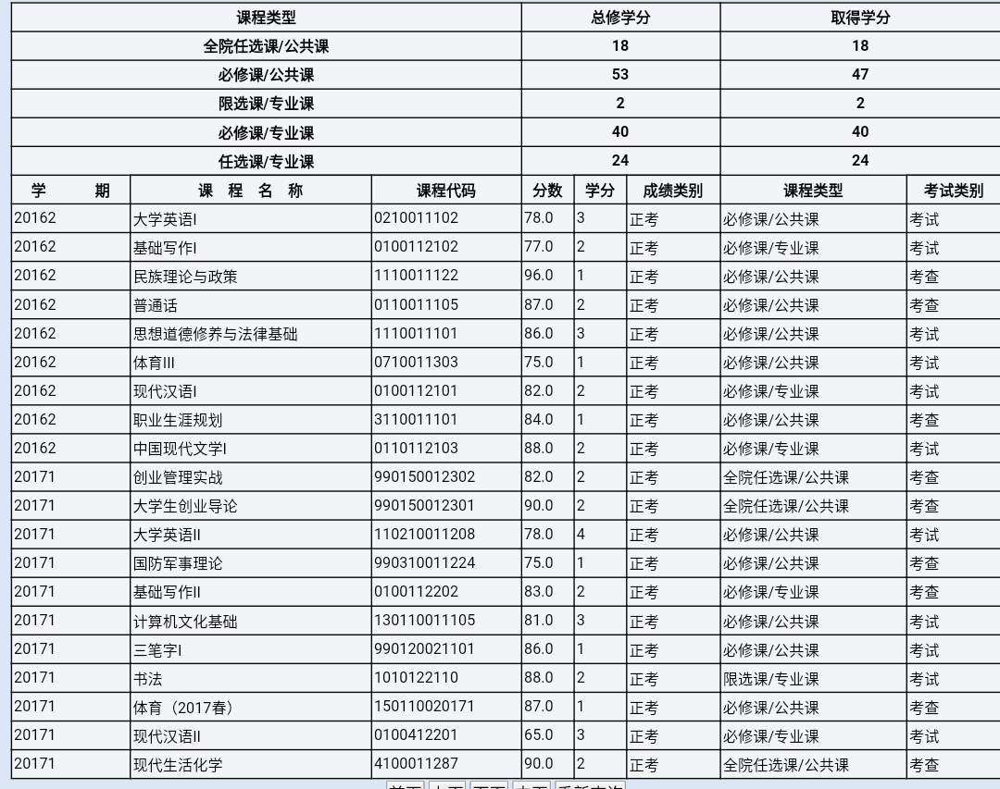 课程类型 总修学分 取得学分
全院任选课/公共课 18 18
必修课/公共课 53 47
限选课/专业课 2 2
必修课/专业课 40 40
任选课/专业课 24 24
学 期 课 程 名 称 课程代码 分数 学分 成绩类别 课程类型 考试类别
20162 大学英语I 0210011102 78.0 3 正考 必修课/公共课 考试
20162 基础写作I 0100112102 77.0 2 正考 必修课/专业课 考试
20162 民族理论与政策 1110011122 96.0 1 正考 必修课/公共课 考查
20162 普通话 0110011105 87.0 2 正考 必修课/公共课 考查
20162 思想道德修养与法律基础 1110011101 86.0 3 正考 必修课/公共课 考试
20162 体育III 0710011303 75.0 1 正考 必修课/公共课 考试
20162 现代汉语I 0100112101 82.0 2 正考 必修课/专业课 考试
20162 职业生涯规划 3110011101 84.0 1 正考 必修课/公共课 考查
20162 中国现代文学I 0110112103 88.0 2 正考 必修课/专业课 考试
20171 创业管理实战 990150012302 82.0 2 正考 全院任选课/公共课 考查
20171 大学生创业导论 990150012301 90.0 2 正考 全院任选课/公共课 考查
20171 大学英语II 110210011208 78.0 4 正考 必修课/公共课 考试
20171 国防军事理论 990310011224 75.0 1 正考 必修课/公共课 考查
20171 基础写作II 0100112202 83.0 2 正考 必修课/专业课 考查
20171 计算机文化基础 130110011105 81.0 3 正考 必修课/公共课 考试
20171 三笔字I 990120021101 86.0 1 正考 必修课/公共课 考试
20171 书法 1010122110 88.0 2 正考 限选课/专业课 考试
20171 体育（2017春） 150110020171 87.0 1 正考 必修课/公共课 考查
20171 现代汉语II 0100412201 65.0 3 正考 必修课/专业课 考试
20171 现代生活化学 4100011287 90.0 2 正考 全院任选课/公共课 考查